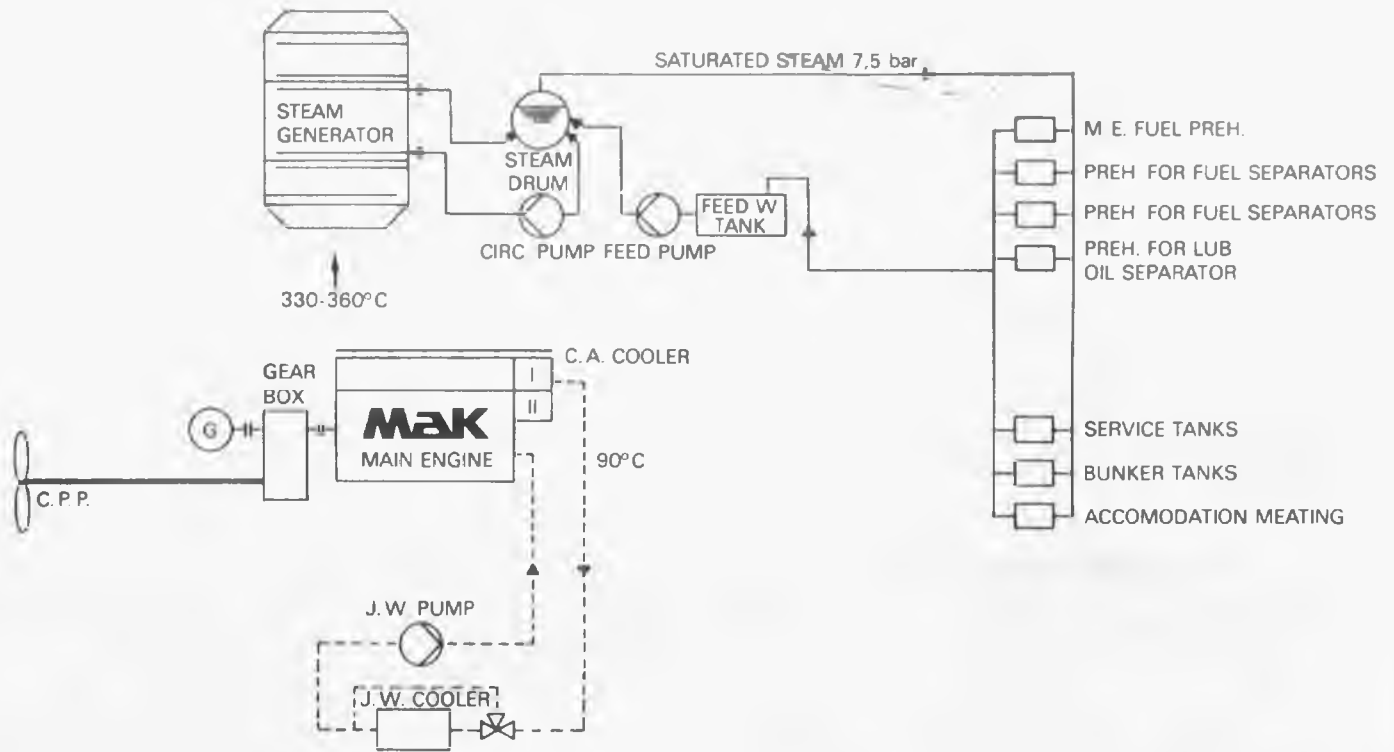 SATURATED STEAM 7,5 bar
STEAM
GENERATOR
STEAM
DRUM
FEED W
TANK
CIRC PUMP
FEED PUMP
330-360°C
M E. FUEL PREH.
PREH FOR FUEL SEPARATORS
PREH FOR FUEL SEPARATORS
PREH. FOR LUB
OIL SEPARATOR
SERVICE TANKS
BUNKER TANKS
ACCOMODATION MEATING
C. A. COOLER
I
II
GEAR
BOX
G
MaK
MAIN ENGINE
90°C
C. P. P.
J. W. PUMP
J. W. COOLER